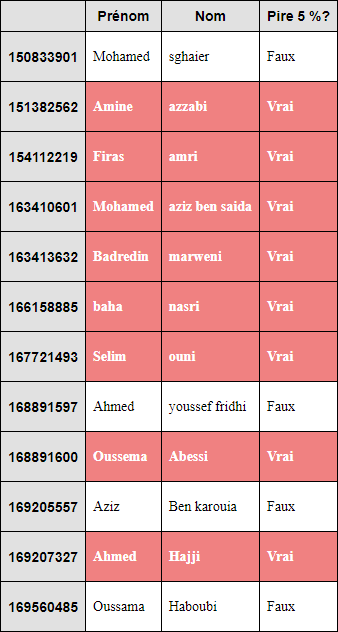 Prénom Nom Pire 5 %?
150833901 Mohamed sghaier Faux
151382562 Amine azzabi Vrai
154112219 Firas amri Vrai
163410601 Mohamed aziz ben saida Vrai
163413632 Badredin marweni Vrai
166158885 baha nasri Vrai
167721493 Selim ouni Vrai
168891597 Ahmed youssef fridhi Faux
168891600 Oussema Abessi Vrai
169205557 Aziz Ben karouia Faux
169207327 Ahmed Hajji Vrai
169560485 Oussama Haboubi Faux